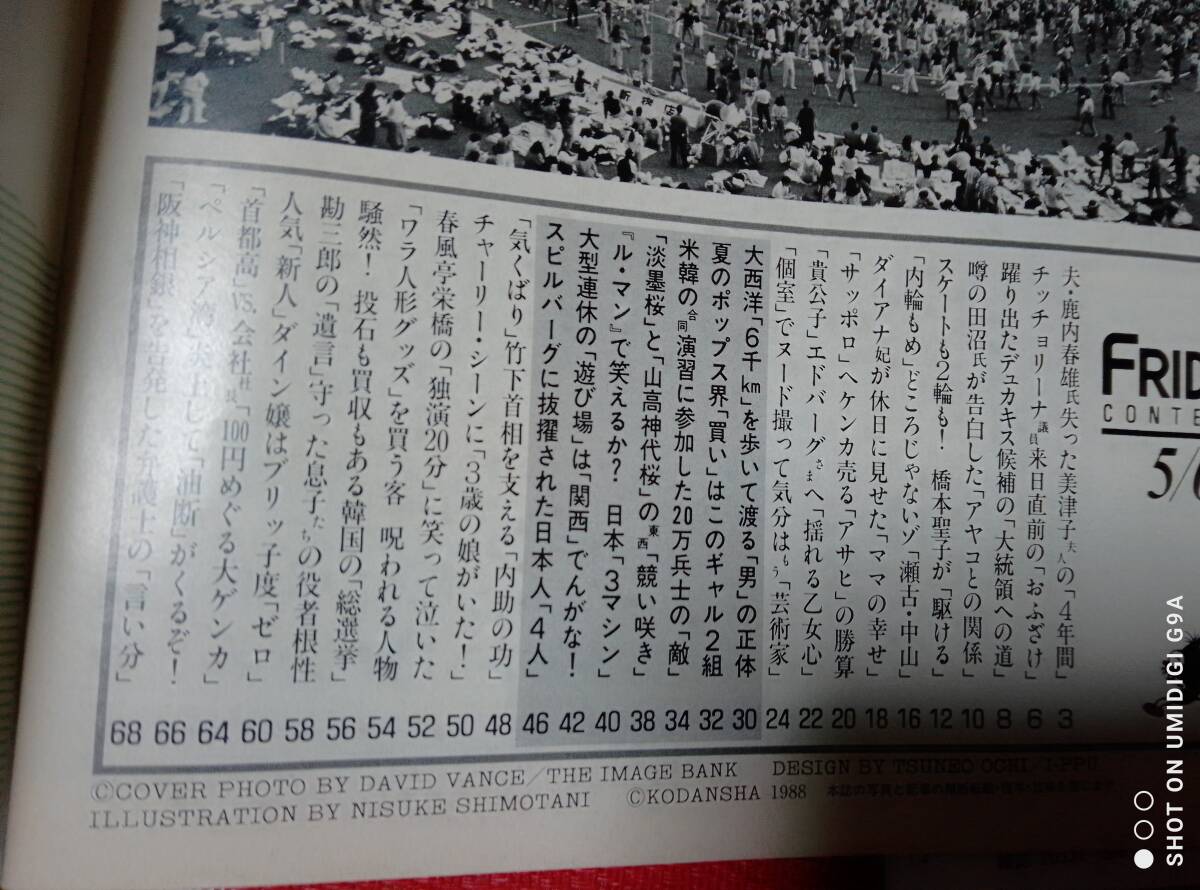 新宿店
FRID
CONTE
5/6
夫・鹿内春雄氏失った美津子夫人の「4年間」 3
チッチョリーナ議員来日直前の「おふざけ」 6
躍り出たデュカキス候補の「大統領への道」 8
噂の田沼氏が告白した「アヤコとの関係」 10
スケートも2輪も! 橋本聖子が「駆ける」 12
「内輪もめ」どころじゃないゾ「瀬古・中山」 16
ダイアナ妃が休日に見せた「ママの幸せ」 18
「サッポロ」へケンカ売る「アサヒ」の勝算 20
「貴公子」エドバーグさまへ「揺れる乙女心」 22
「個室」でヌード撮って気分はもう「芸術家」 24
大西洋「6千km」を歩いて渡る「男」の正体 30
夏のポップス界「買い」はこのギャル2組 32
米韓の合同演習に参加した20万兵士の「敵」 34
「淡墨桜」と「山高神代桜」の東西「競い咲き」 38
『ル・マン』で笑えるか? 日本「3マシン」 40
大型連休の「遊び場」は「関西」でんがな! 42
スピルバーグに抜擢された日本人「4人」 46
「気くばり」竹下首相を支える「内助の功」 48
チャーリー・シーンに「3歳の娘がいた!」 50
春風亭栄橋の「独演20分」に笑って泣いた 52
「ワラ人形グッズ」を買う客 呪われる人物 54
騒然! 投石も買収もある韓国の「総選挙」 56
勘三郎の「遺言」守った息子たちの役者根性 58
人気「新人」ダイン嬢はブリッ子度「ゼロ」 60
「首都高」VS.会社社長「100円めぐる大ゲンカ」 64
「ペルシア湾」炎上して「油断」がくるぞ! 66
「阪神相銀」を告発した弁護士の「言い分」 68
©COVER PHOTO BY DAVID VANCE/THE IMAGE BANK DESIGN BY TSUNEO OCHI/I-PPU
ILLUSTRATION BY NISUKE SHIMOTANI ©KODANSHA 1988
SHOT ON UMIDIGI G9A